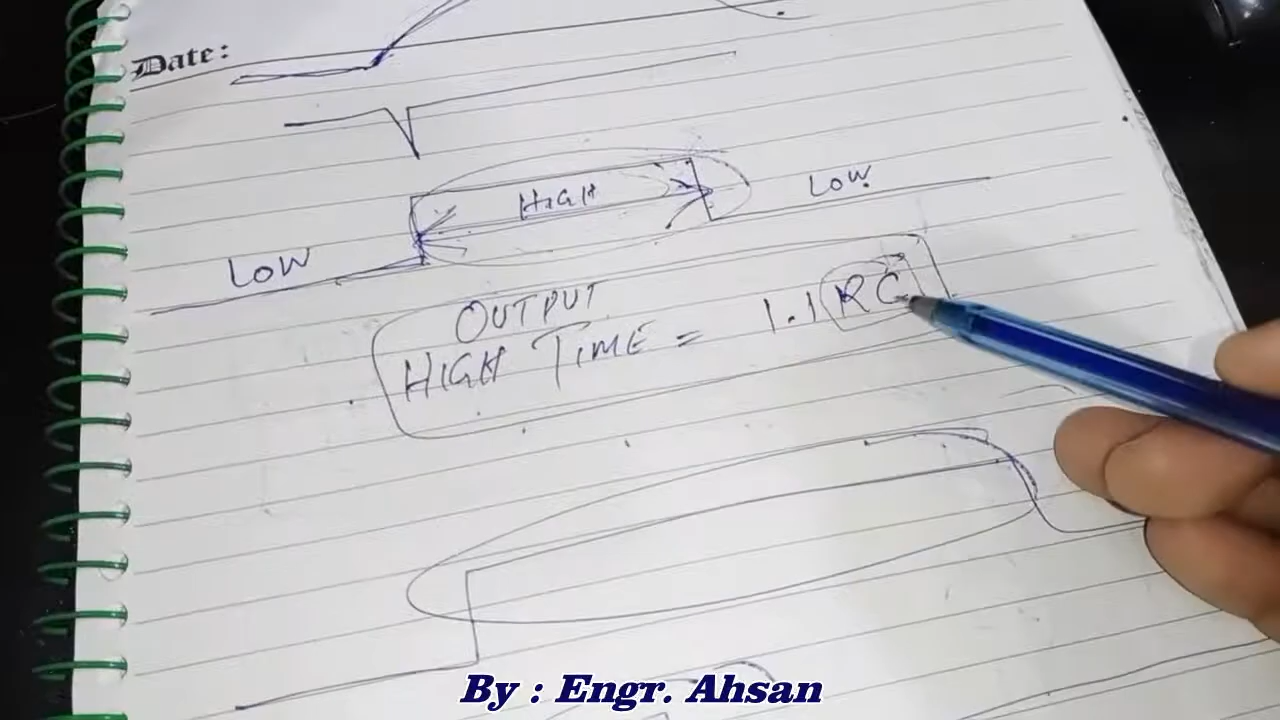 Date:
HIGH
LOW
LOW
OUTPUT
HIGH TIME = 1.1 RC
By : Engr. Ahsan